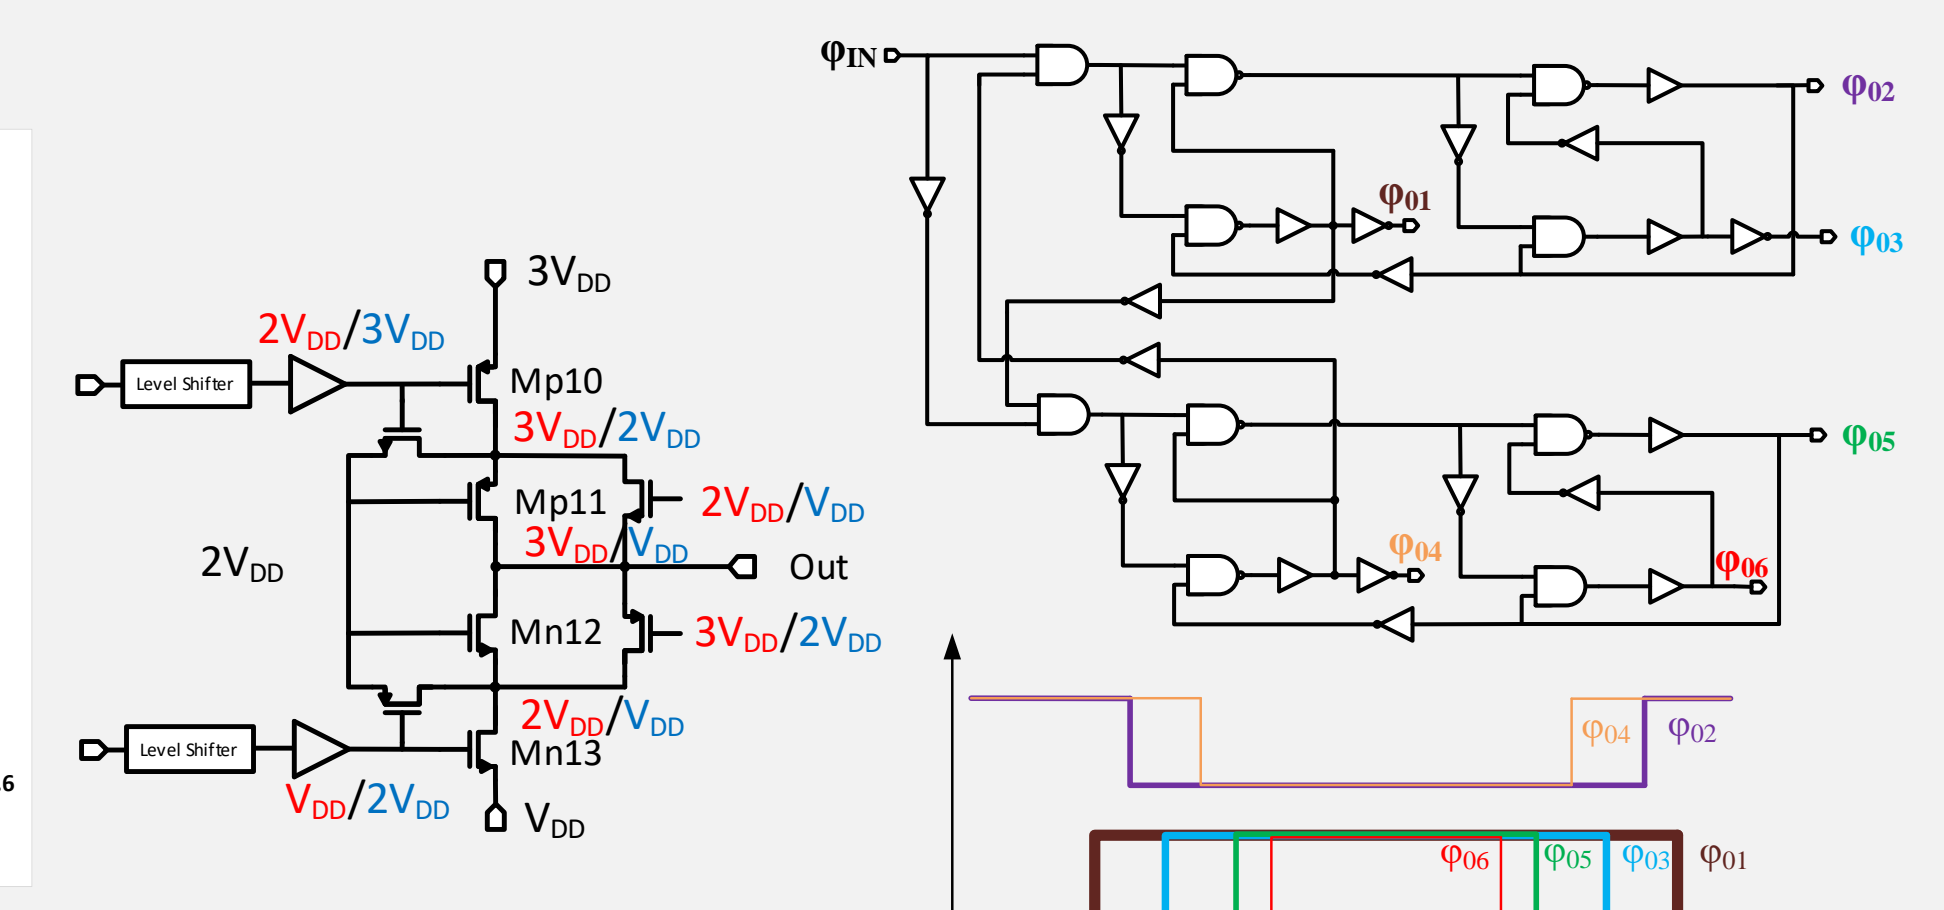 φIN
φ02
φ01
φ03
3VDD
2VDD/3VDD
Level Shifter
Mp10
3VDD/2VDD
φ05
Mp11
2VDD/VDD
3VDD/VDD
φ04
2VDD
Out
φ06
Mn12
3VDD/2VDD
2VDD/VDD
φ04
φ02
Level Shifter
Mn13
.6
VDD/2VDD
VDD
φ06
φ05
φ03
φ01